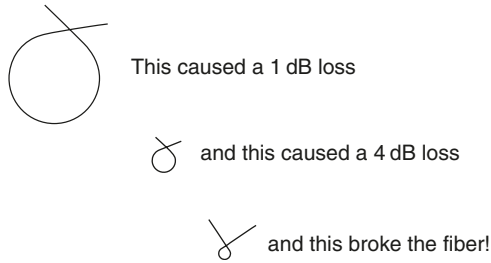 This caused a 1 dB loss
and this caused a 4 dB loss
and this broke the fiber!